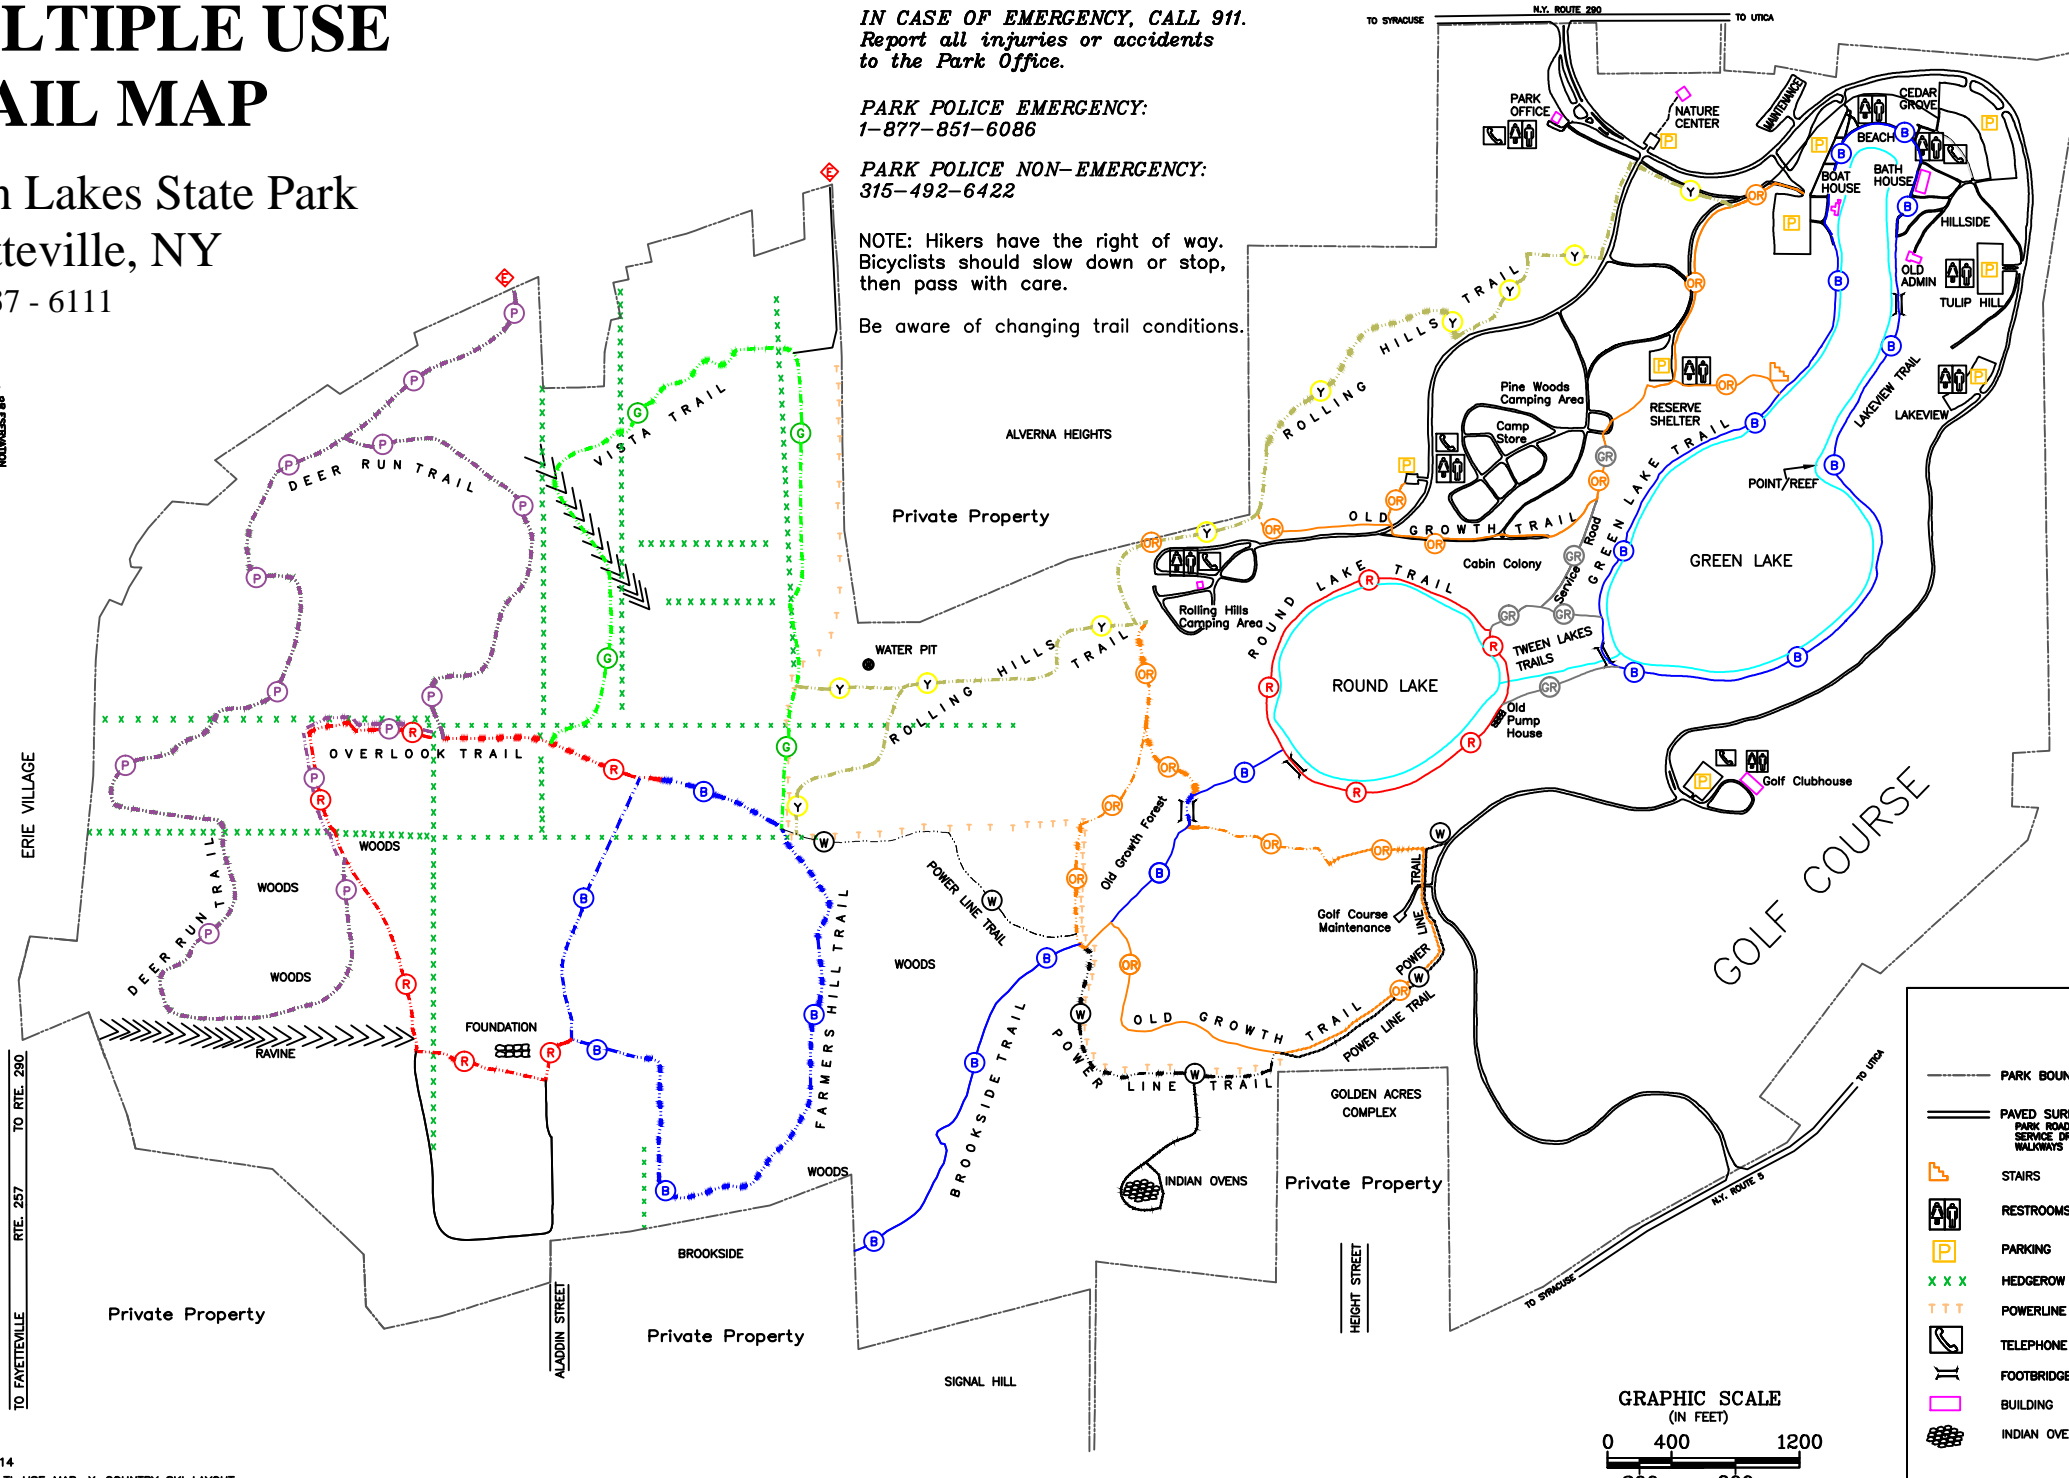 LTIPLE USE
AIL MAP
n Lakes State Park
tteville, NY
37 - 6111
IN CASE OF EMERGENCY, CALL 911.
Report all injuries or accidents
to the Park Office.
PARK POLICE EMERGENCY:
1-877-851-6086
PARK POLICE NON-EMERGENCY:
315-492-6422
NOTE: Hikers have the right of way.
Bicyclists should slow down or stop,
then pass with care.
Be aware of changing trail conditions.
TO SYRACUSE
N.Y. ROUTE 290
TO UTICA
PARK
OFFICE
NATURE
CENTER
MAINTENANCE
CEDAR
GROVE
BEACH
BOAT
HOUSE
BATH
HOUSE
HILLSIDE
OLD
ADMIN
TULIP HILL
LAKEVIEW TRAIL
LAKEVIEW
POINT/REEF
RESERVE
SHELTER
Pine Woods
Camping Area
Camp
Store
ROLLING HILLS TRAIL
ALVERNA HEIGHTS
Private Property
OLD GROWTH TRAIL
Cabin Colony
Service Road
GREEN LAKE TRAIL
GREEN LAKE
Rolling Hills
Camping Area
ROUND LAKE TRAIL
ROUND LAKE
TWEEN LAKES
TRAILS
Old
Pump
House
Golf Clubhouse
GOLF COURSE
DEER RUN TRAIL
VISTA TRAIL
WATER PIT
ROLLING HILLS TRAIL
OVERLOOK TRAIL
ERIE VILLAGE
WOODS
WOODS
WOODS
DEER RUN TRAIL
RAVINE
FOUNDATION
FARMERS HILL TRAIL
POWER LINE TRAIL
WOODS
WOODS
Old Growth Forest
BROOKSIDE TRAIL
POWER LINE TRAIL
OLD GROWTH TRAIL
POWER LINE TRAIL
POWER LINE TRAIL
Golf Course
Maintenance
GOLDEN ACRES
COMPLEX
INDIAN OVENS
Private Property
HEIGHT STREET
BROOKSIDE
Private Property
ALADDIN STREET
SIGNAL HILL
Private Property
TO FAYETTEVILLE RTE. 257 TO RTE. 290
N.Y. ROUTE 5
TO SYRACUSE
TO UTICA
PARK BOUN
PAVED SUR
PARK ROAD
SERVICE DR
WALKWAYS
STAIRS
RESTROOMS
PARKING
HEDGEROW
POWERLINE
TELEPHONE
FOOTBRIDGE
BUILDING
INDIAN OVE
GRAPHIC SCALE
(IN FEET)
0 400 1200
14